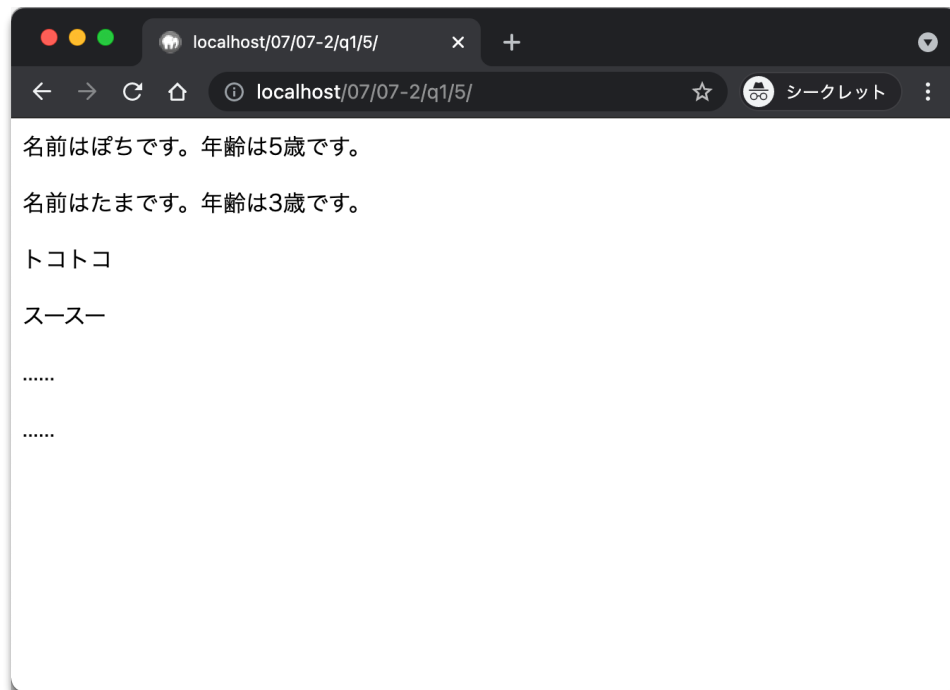 localhost/07/07-2/q1/5/
localhost/07/07-2/q1/5/
シークレット
名前はぽちです。年齢は5歳です。
名前はたまです。年齢は3歳です。
トコトコ
スースー
......
......